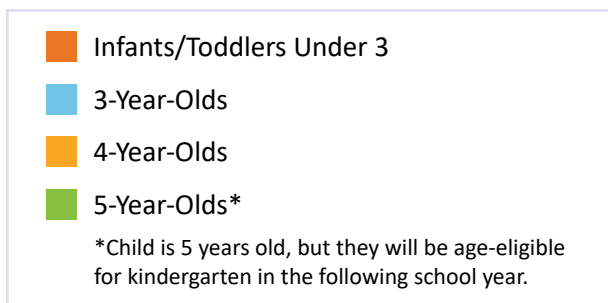 Infants/Toddlers Under 3
3-Year-Olds
4-Year-Olds
5-Year-Olds*
*Child is 5 years old, but they will be age-eligible
for kindergarten in the following school year.